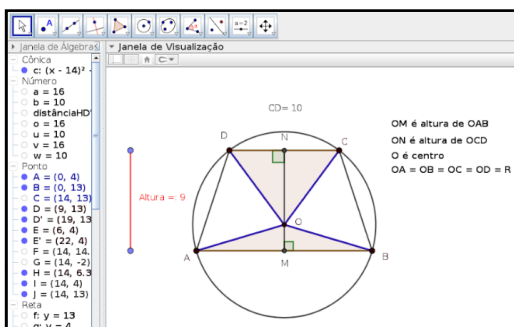 A
a=2
Janela de Álgebra
Janela de Visualização
Cônica
c: (x - 14)²
Número
a = 16
b = 10
distânciaHD'
o = 16
u = 10
v = 16
w = 10
Ponto
A = (0, 4)
B = (0, 13)
C = (14, 13)
D = (9, 13)
D' = (19, 13
E = (6, 4)
E' = (22, 4)
F = (14, 14.
G = (14, -2)
H = (14, 6.3
I = (14, 4)
J = (14, 13)
Reta
f: y = 13
g: y = 4
CD= 10
D
N
C
Altura = 9
O
A
M
B
OM é altura de OAB
ON é altura de OCD
O é centro
OA = OB = OC = OD = R